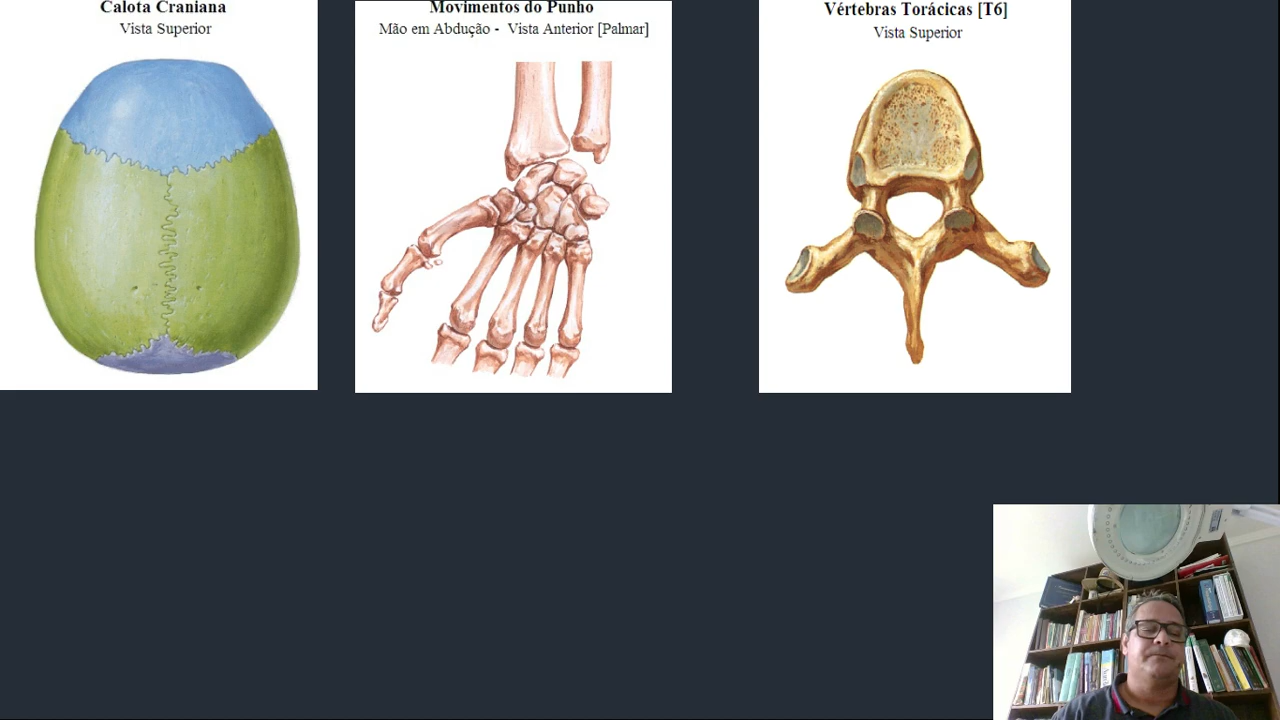 Calota Craniana
Vista Superior
Movimentos do Punho
Mão em Abdução - Vista Anterior [Palmar]
Vértebras Torácicas [T6]
Vista Superior